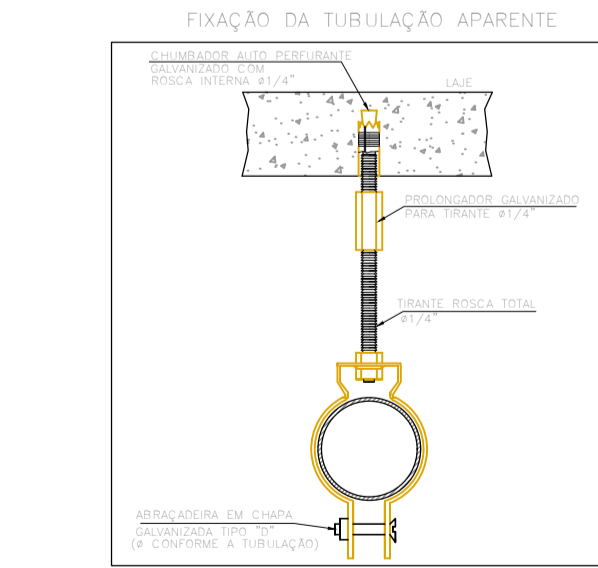 FIXAÇÃO DA TUBULAÇÃO APARENTE
CHUMBADOR AUTO PERFURANTE
GALVANIZADO COM
ROSCA INTERNA ø1/4"
LAJE
PROLONGADOR GALVANIZADO
PARA TIRANTE ø1/4"
TIRANTE ROSCA TOTAL
ø1/4"
ABRAÇADEIRA EM CHAPA
GALVANIZADA TIPO "D"
(ø CONFORME A TUBULAÇÃO)